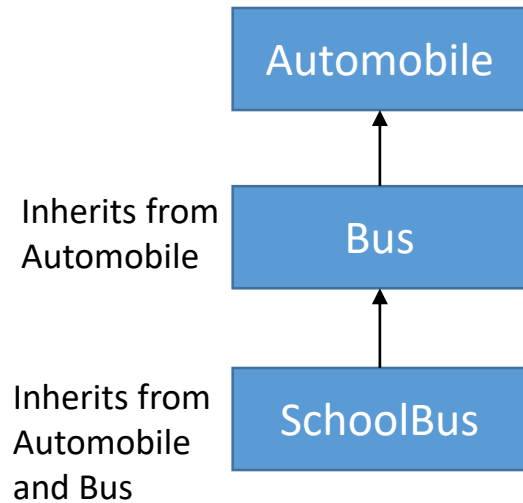 Automobile
Inherits from
Automobile
Bus
Inherits from
Automobile
and Bus
SchoolBus